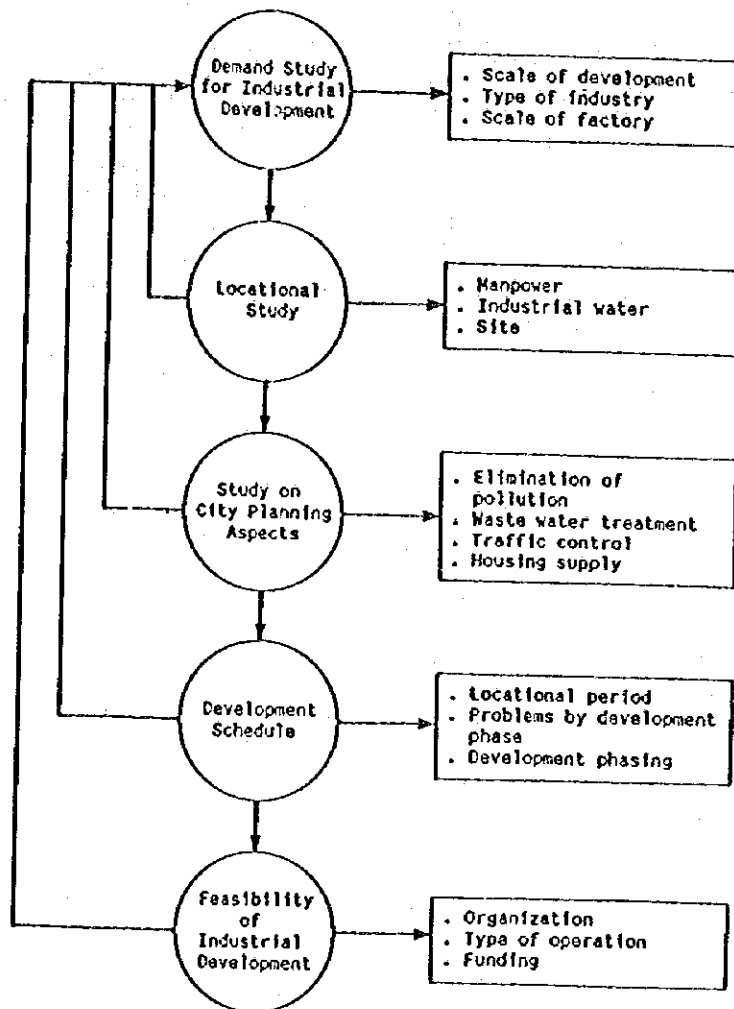 Demand Study
for Industrial
Development
. Scale of development
. Type of industry
. Scale of factory
Locational
Study
. Manpower
. Industrial water
. Site
Study on
City Planning
Aspects
. Elimination of
pollution
. Waste water treatment
. Traffic control
. Housing supply
Development
Schedule
. Locational period
. Problems by development
phase
. Development phasing
Feasibility
of
Industrial
Development
. Organization
. Type of operation
. Funding